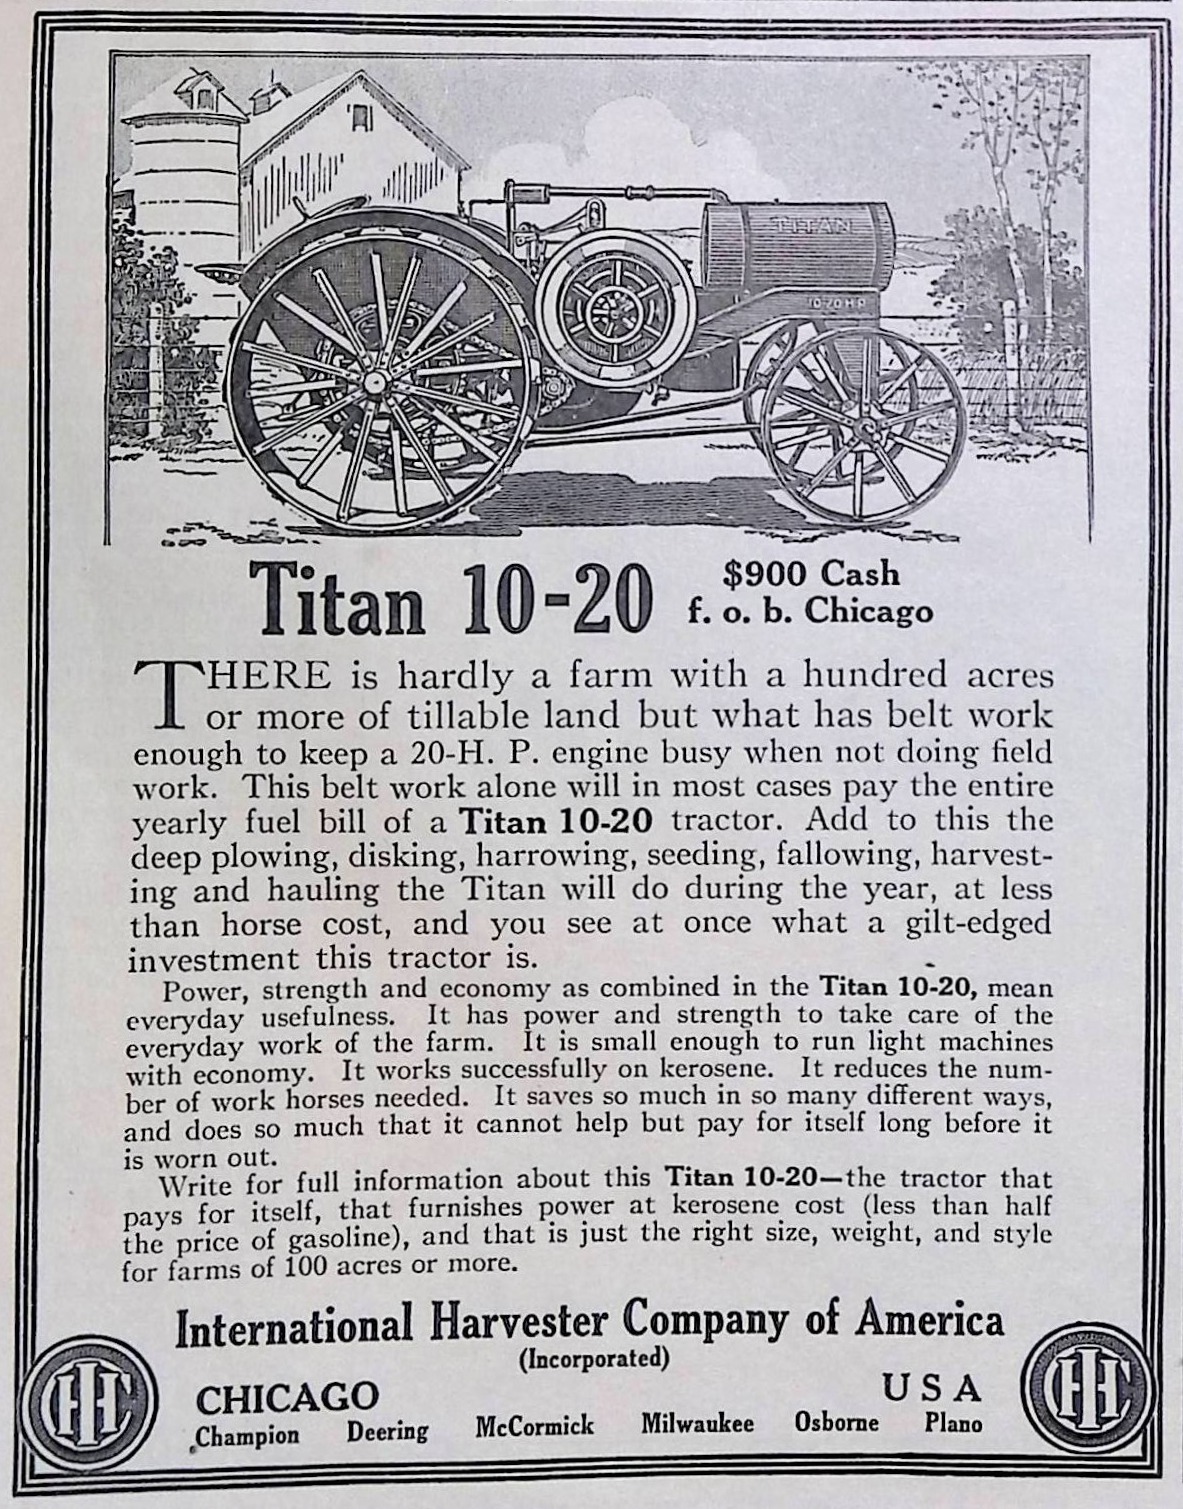 TITAN
10-20 H.P.
Titan 10-20
$900 Cash
f. o. b. Chicago
THERE is hardly a farm with a hundred acres
or more of tillable land but what has belt work
enough to keep a 20-H. P. engine busy when not doing field
work. This belt work alone will in most cases pay the entire
yearly fuel bill of a Titan 10-20 tractor. Add to this the
deep plowing, disking, harrowing, seeding, fallowing, harvest-
ing and hauling the Titan will do during the year, at less
than horse cost, and you see at once what a gilt-edged
investment this tractor is.
Power, strength and economy as combined in the Titan 10-20, mean
everyday usefulness. It has power and strength to take care of the
everyday work of the farm. It is small enough to run light machines
with economy. It works successfully on kerosene. It reduces the num-
ber of work horses needed. It saves so much in so many different ways,
and does so much that it cannot help but pay for itself long before it
is worn out.
Write for full information about this Titan 10-20—the tractor that
pays for itself, that furnishes power at kerosene cost (less than half
the price of gasoline), and that is just the right size, weight, and style
for farms of 100 acres or more.
International Harvester Company of America
(Incorporated)
CHICAGO USA
Champion Deering McCormick Milwaukee Osborne Plano
IHC
IHC